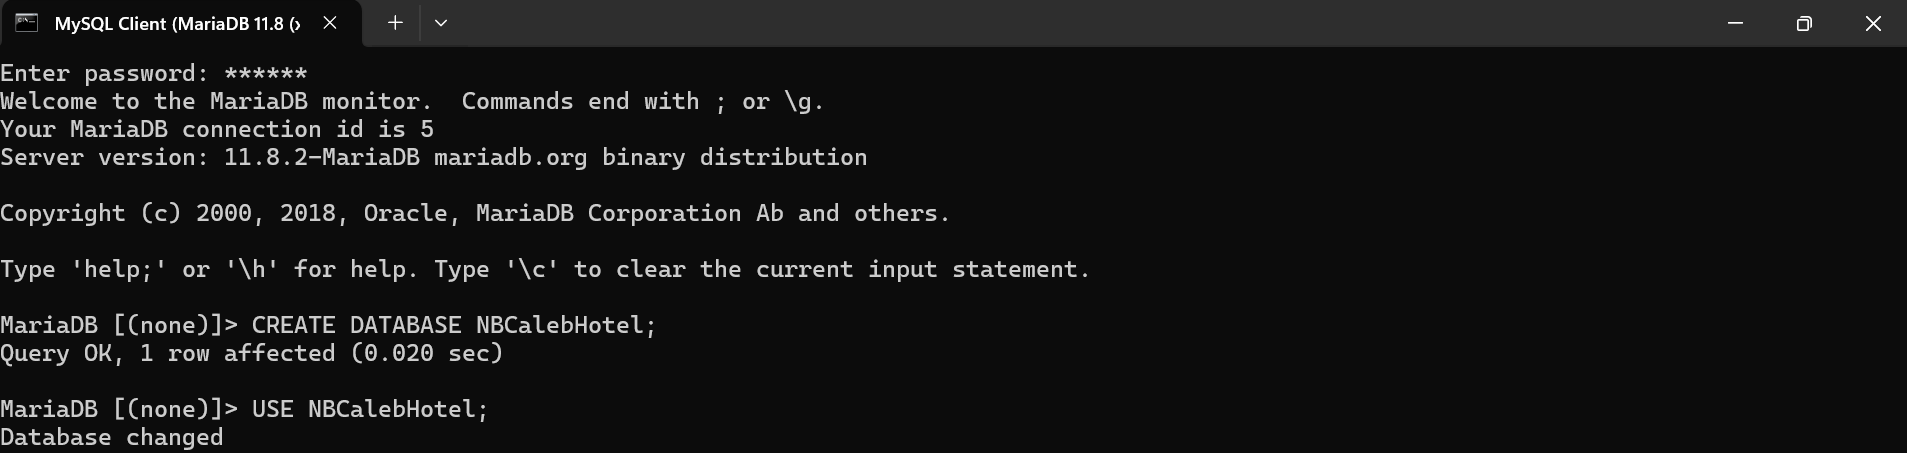 MySQL Client (MariaDB 11.8 (x
Enter password: ******
Welcome to the MariaDB monitor.  Commands end with ; or \g.
Your MariaDB connection id is 5
Server version: 11.8.2-MariaDB mariadb.org binary distribution
Copyright (c) 2000, 2018, Oracle, MariaDB Corporation Ab and others.
Type 'help;' or '\h' for help. Type '\c' to clear the current input statement.
MariaDB [(none)]> CREATE DATABASE NBCalebHotel;
Query OK, 1 row affected (0.020 sec)
MariaDB [(none)]> USE NBCalebHotel;
Database changed